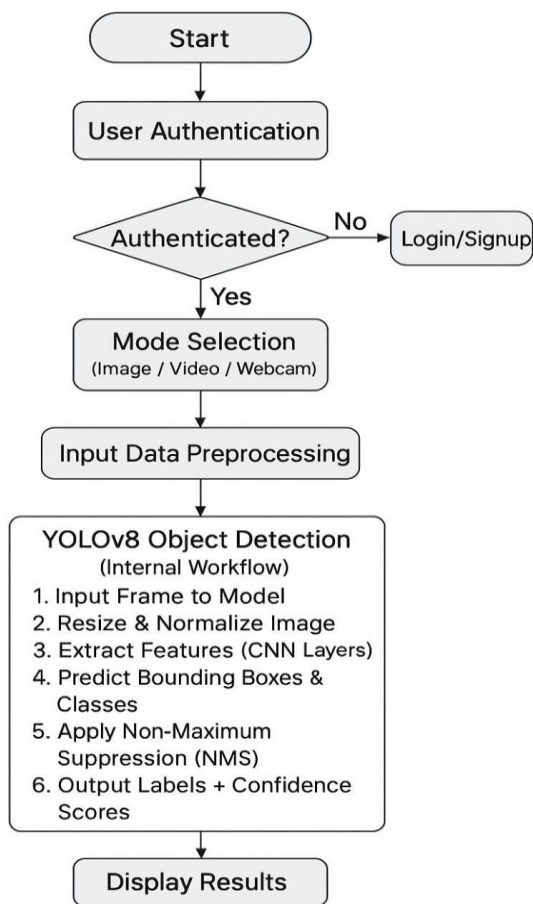 Start
User Authentication
Authenticated?
No
Login/Signup
Yes
Mode Selection
(Image / Video / Webcam)
Input Data Preprocessing
YOLOv8 Object Detection
(Internal Workflow)
1. Input Frame to Model
2. Resize & Normalize Image
3. Extract Features (CNN Layers)
4. Predict Bounding Boxes &
Classes
5. Apply Non-Maximum
Suppression (NMS)
6. Output Labels + Confidence
Scores
Display Results